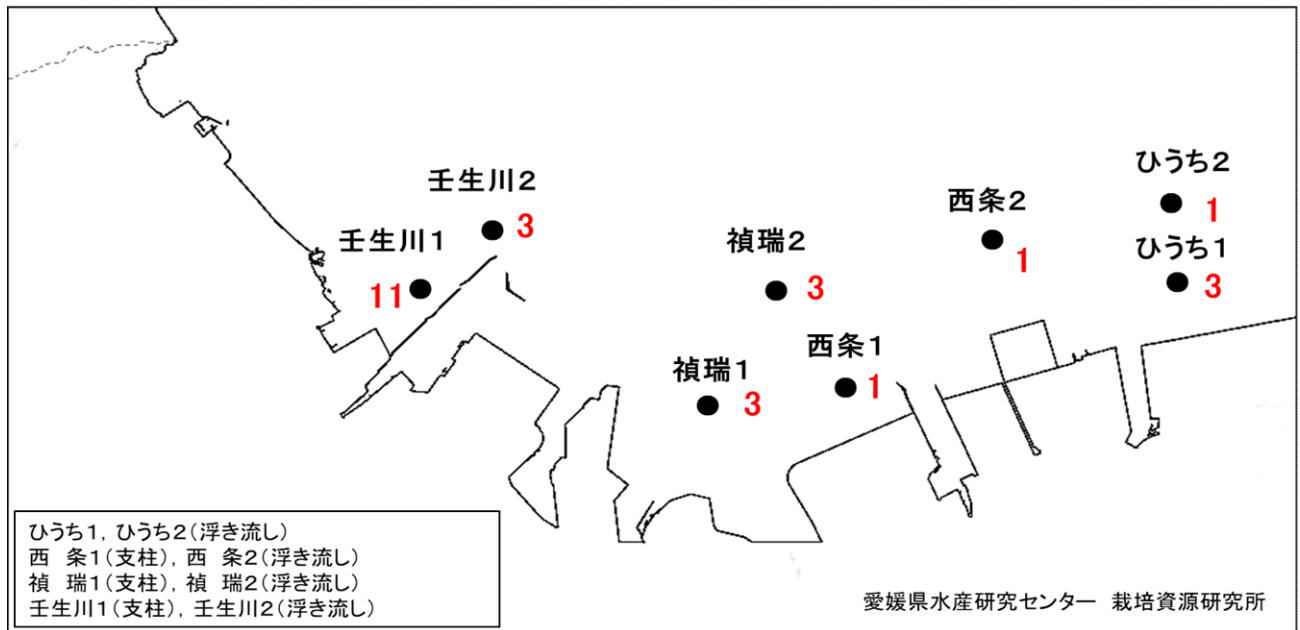 ひうち2
1
壬生川2
3
西条2
1
壬生川1
11
禎瑞2
3
ひうち1
3
西条1
1
禎瑞1
3
ひうち1, ひうち2(浮き流し)
西　条1(支柱), 西　条2(浮き流し)
禎　瑞1(支柱), 禎　瑞2(浮き流し)
壬生川1(支柱), 壬生川2(浮き流し)
愛媛県水産研究センター　栽培資源研究所